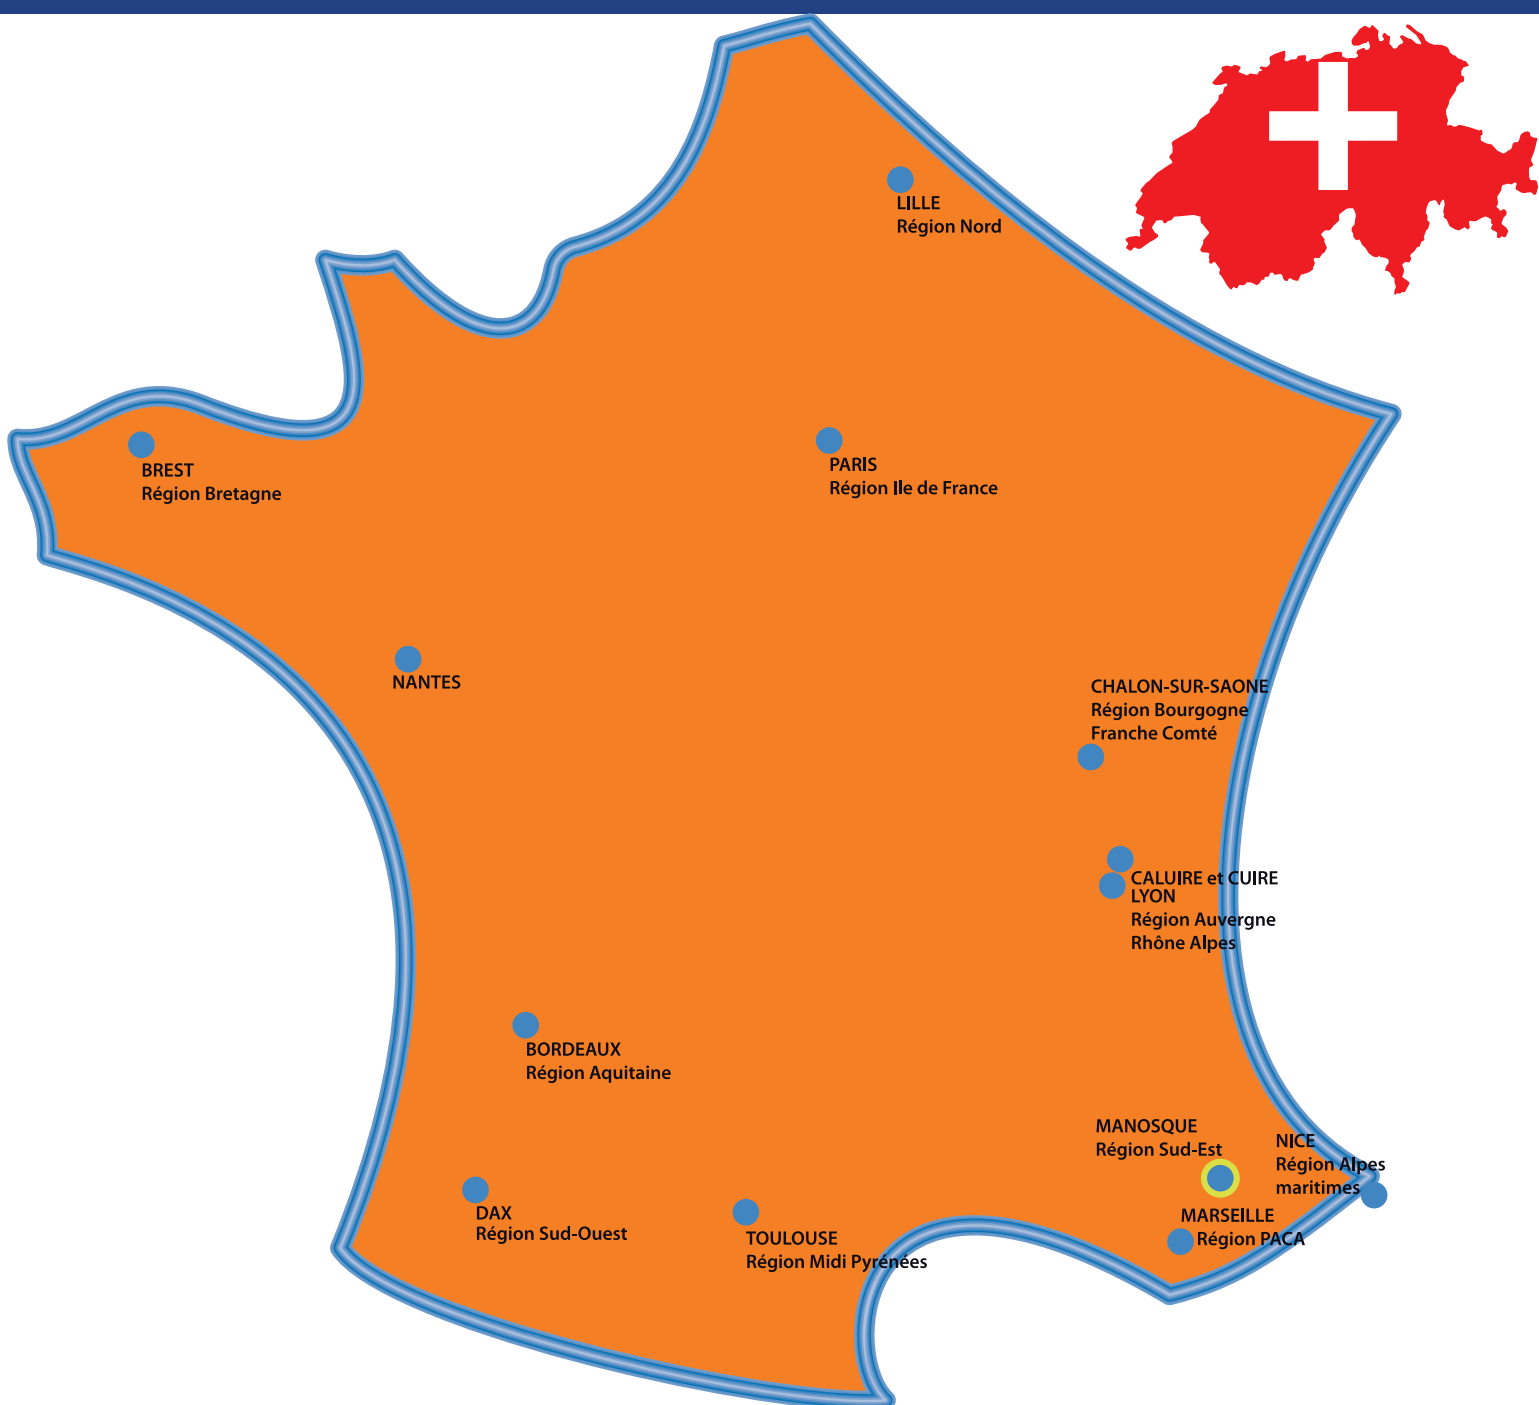 LILLE
Région Nord
BREST
Région Bretagne
PARIS
Région Ile de France
NANTES
CHALON-SUR-SAONE
Région Bourgogne
Franche Comté
CALUIRE et CUIRE
LYON
Région Auvergne
Rhône Alpes
BORDEAUX
Région Aquitaine
MANOSQUE
Région Sud-Est
NICE
Région Alpes
maritimes
DAX
Région Sud-Ouest
TOULOUSE
Région Midi Pyrénées
MARSEILLE
Région PACA